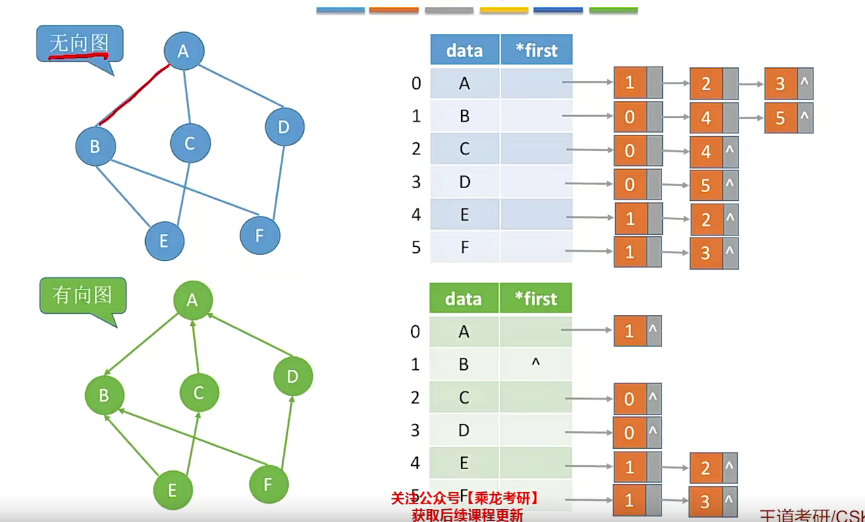 无向图
A
B
C
D
E
F
data *first
0 A 1 2 3 ^
1 B 0 4 5 ^
2 C 0 4 ^
3 D 0 5 ^
4 E 1 2 ^
5 F 1 3 ^
有向图
A
B
C
D
E
F
data *first
0 A 1 ^
1 B ^
2 C 0 ^
3 D 0 ^
4 E 1 2 ^
5 F 1 3 ^
关注公众号【乘龙考研】
获取后续课程更新
王道考研/CSK